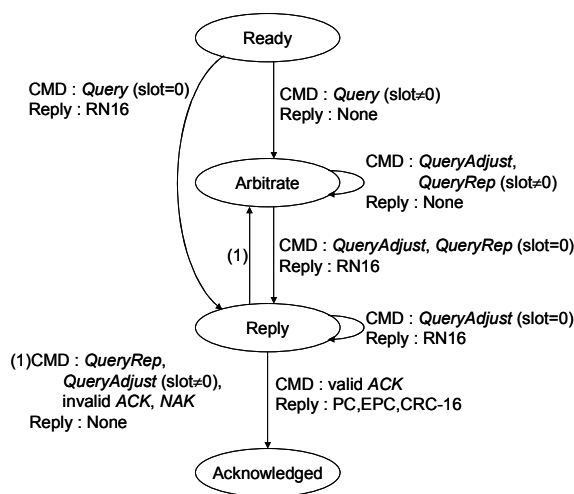 Ready
CMD : Query (slot=0)
Reply : RN16
CMD : Query (slot≠0)
Reply : None
Arbitrate
CMD : QueryAdjust,
QueryRep (slot≠0)
Reply : None
(1)
CMD : QueryAdjust, QueryRep (slot=0)
Reply : RN16
Reply
CMD : QueryAdjust (slot=0)
Reply : RN16
(1)CMD : QueryRep,
QueryAdjust (slot≠0),
invalid ACK, NAK
Reply : None
CMD : valid ACK
Reply : PC,EPC,CRC-16
Acknowledged